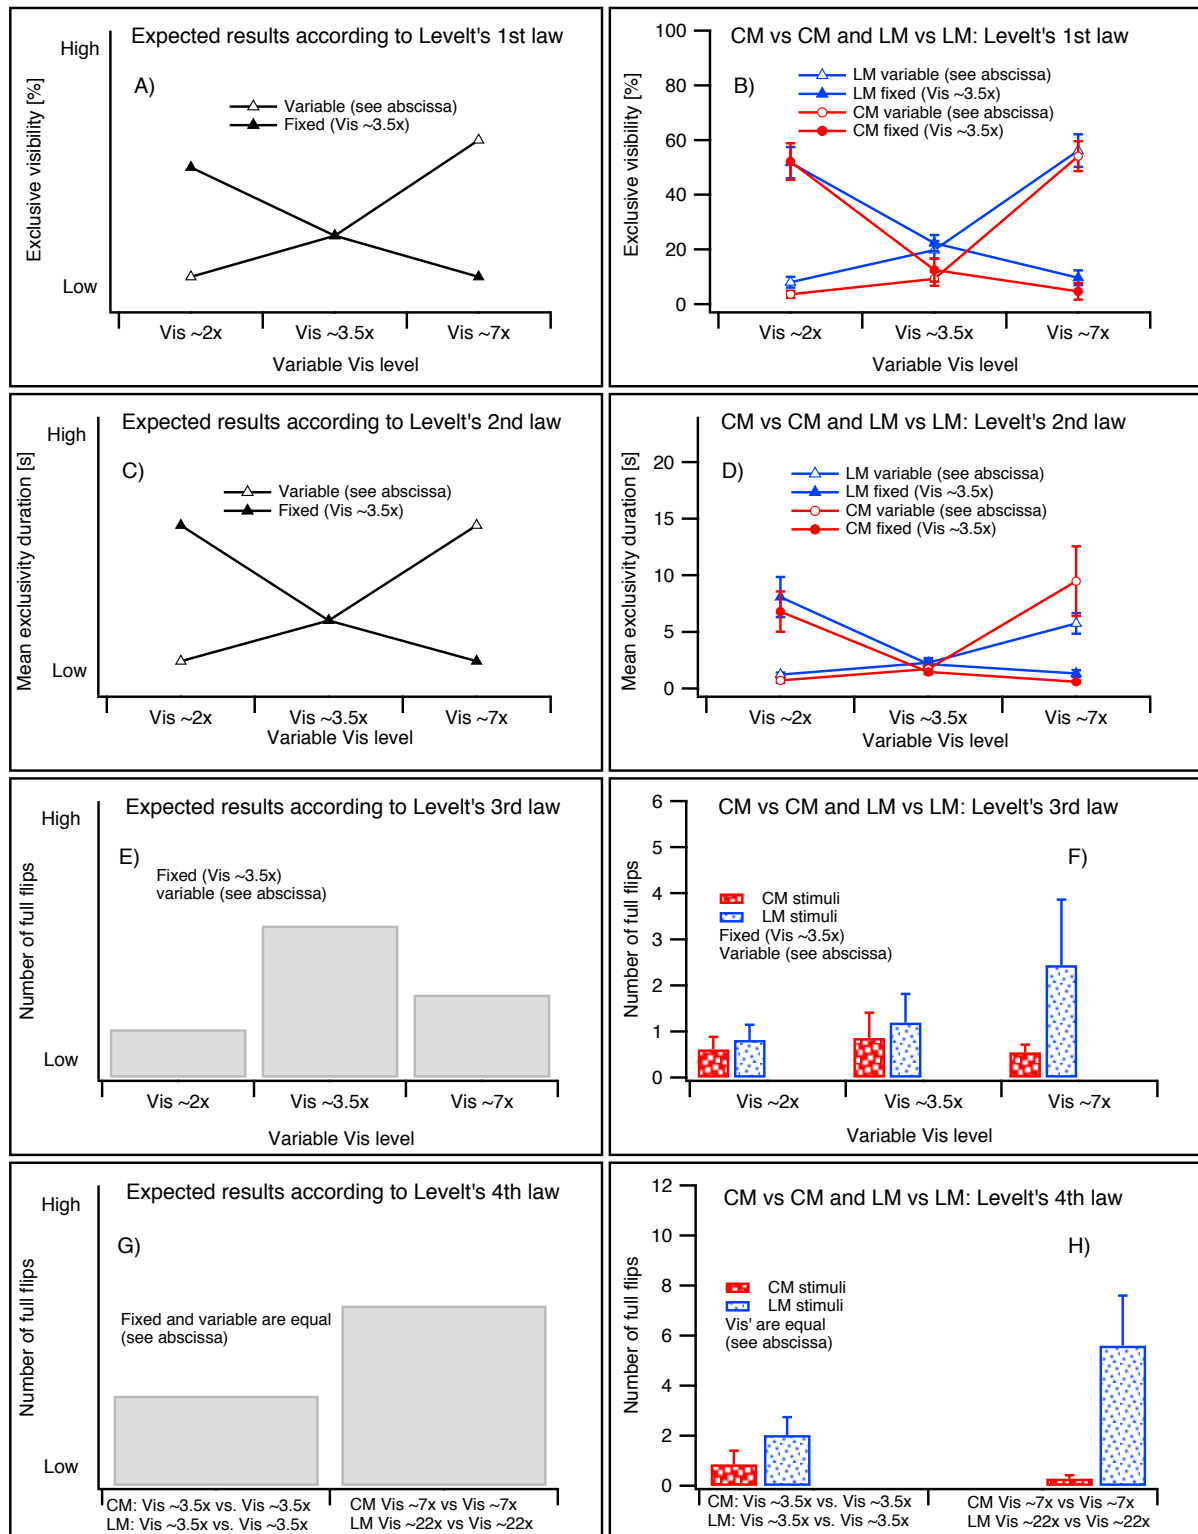 Expected results according to Levelt's 1st law
High
A)
Variable (see abscissa)
Fixed (Vis ~3.5x)
Exclusive visibility [%]
Low
Vis ~2x
Vis ~3.5x
Vis ~7x
Variable Vis level
CM vs CM and LM vs LM: Levelt's 1st law
100
80
60
40
20
0
B)
LM variable (see abscissa)
LM fixed (Vis ~3.5x)
CM variable (see abscissa)
CM fixed (Vis ~3.5x)
Exclusive visibility [%]
Vis ~2x
Vis ~3.5x
Vis ~7x
Variable Vis level
Expected results according to Levelt's 2nd law
High
C)
Variable (see abscissa)
Fixed (Vis ~3.5x)
Mean exclusivity duration [s]
Low
Vis ~2x
Vis ~3.5x
Vis ~7x
Variable Vis level
CM vs CM and LM vs LM: Levelt's 2nd law
20
15
10
5
0
D)
LM variable (see abscissa)
LM fixed (Vis ~3.5x)
CM variable (see abscissa)
CM fixed (Vis ~3.5x)
Mean exclusivity duration [s]
Vis ~2x
Vis ~3.5x
Vis ~7x
Variable Vis level
Expected results according to Levelt's 3rd law
High
E)
Fixed (Vis ~3.5x)
variable (see abscissa)
Number of full flips
Low
Vis ~2x
Vis ~3.5x
Vis ~7x
Variable Vis level
CM vs CM and LM vs LM: Levelt's 3rd law
6
5
4
3
2
1
0
F)
CM stimuli
LM stimuli
Fixed (Vis ~3.5x)
Variable (see abscissa)
Number of full flips
Vis ~2x
Vis ~3.5x
Vis ~7x
Variable Vis level
Expected results according to Levelt's 4th law
High
G)
Fixed and variable are equal
(see abscissa)
Number of full flips
Low
CM: Vis ~3.5x vs. Vis ~3.5x
LM: Vis ~3.5x vs. Vis ~3.5x
CM Vis ~7x vs Vis ~7x
LM Vis ~22x vs Vis ~22x
CM vs CM and LM vs LM: Levelt's 4th law
12
10
8
6
4
2
0
H)
CM stimuli
LM stimuli
Vis' are equal
(see abscissa)
Number of full flips
CM: Vis ~3.5x vs. Vis ~3.5x
LM: Vis ~3.5x vs. Vis ~3.5x
CM Vis ~7x vs Vis ~7x
LM Vis ~22x vs Vis ~22x